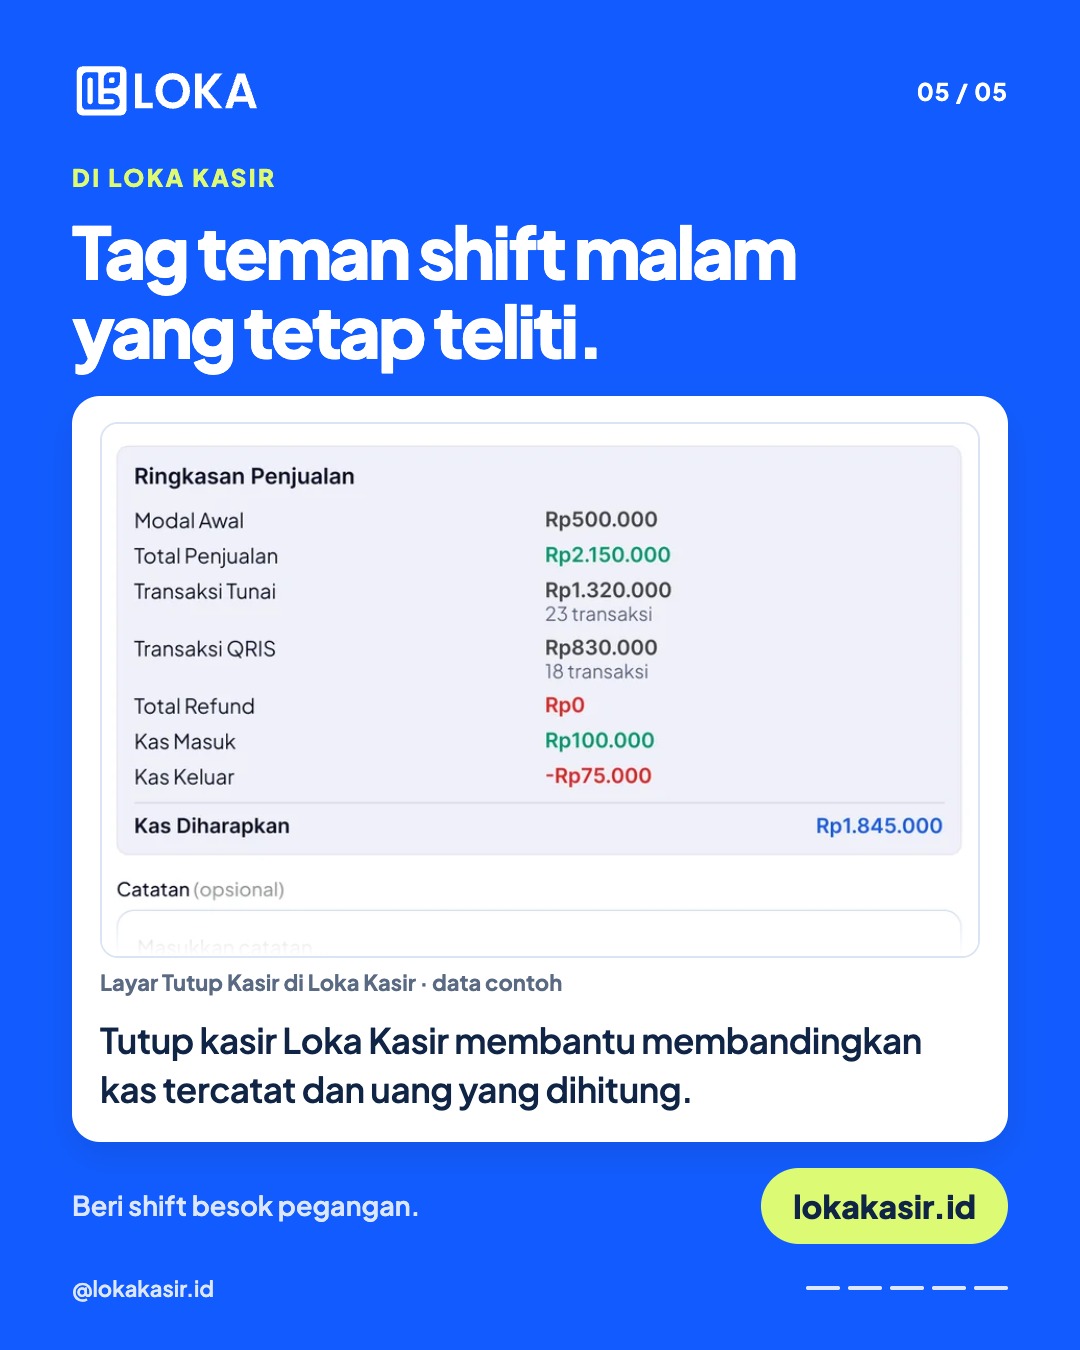 LOKA
05 / 05
DI LOKA KASIR
Tag teman shift malam
yang tetap teliti.
Ringkasan Penjualan
Modal Awal Rp500.000
Total Penjualan Rp2.150.000
Transaksi Tunai Rp1.320.000
23 transaksi
Transaksi QRIS Rp830.000
18 transaksi
Total Refund Rp0
Kas Masuk Rp100.000
Kas Keluar -Rp75.000
Kas Diharapkan Rp1.845.000
Catatan (opsional)
Masukkan catatan
Layar Tutup Kasir di Loka Kasir · data contoh
Tutup kasir Loka Kasir membantu membandingkan
kas tercatat dan uang yang dihitung.
Beri shift besok pegangan.
lokakasir.id
@lokakasir.id